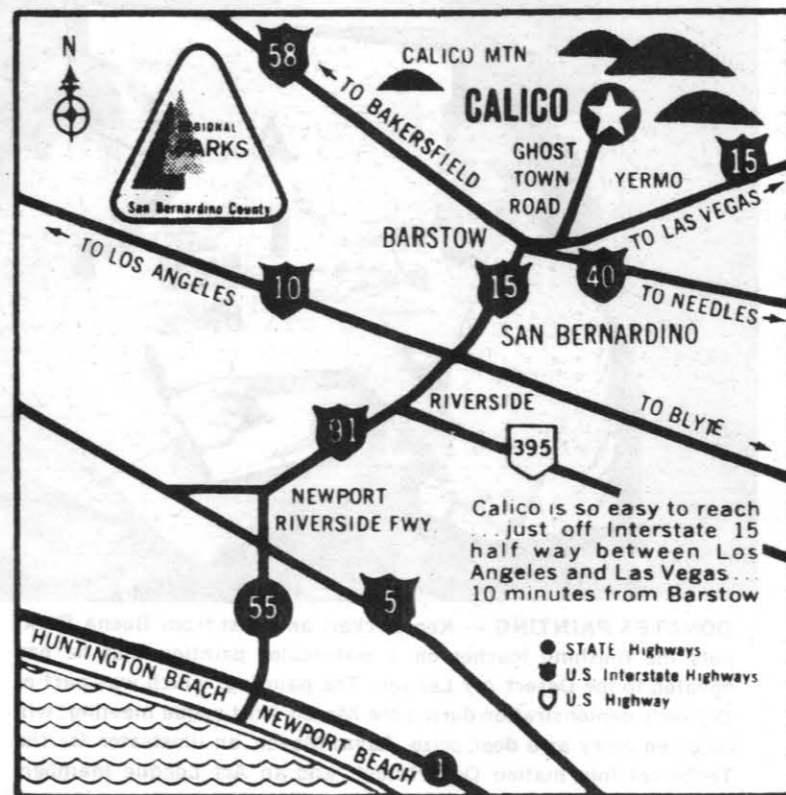 N
REGIONAL
PARKS
San Bernardino County
58
TO BAKERSFIELD
CALICO MTN
CALICO
GHOST
TOWN
ROAD
YERMO
15
TO LAS VEGAS
BARSTOW
TO LOS ANGELES
10
15
40
TO NEEDLES
SAN BERNARDINO
RIVERSIDE
TO BLYTE
91
395
NEWPORT
RIVERSIDE FWY
Calico is so easy to reach
... just off Interstate 15
half way between Los
Angeles and Las Vegas...
10 minutes from Barstow
55
5
STATE Highways
U.S. Interstate Highways
U.S. Highway
HUNTINGTON BEACH
NEWPORT BEACH
1